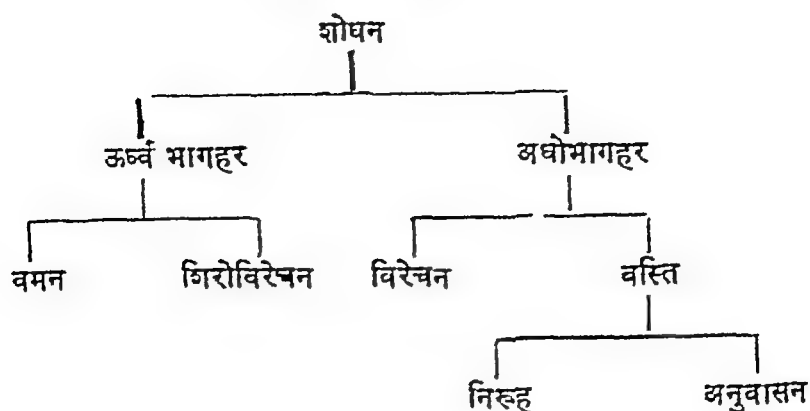 शोधन
ऊर्ध्व भागहर अधोभागहर
वमन शिरोविरेचन विरेचन वस्ति
निरूह अनुवासन